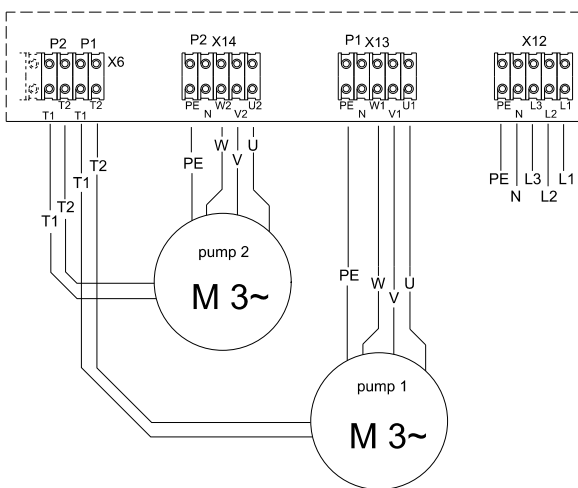 P2 P1 X6
P2 X14
P1 X13
X12
T1 T2 T1 T2
PE N W2 V2 U2
PE N W1 V1 U1
PE N L3 L2 L1
T1 T2 T1 T2
PE W V U
PE W V U
PE N L3 L2 L1
pump 2
M 3~
pump 1
M 3~